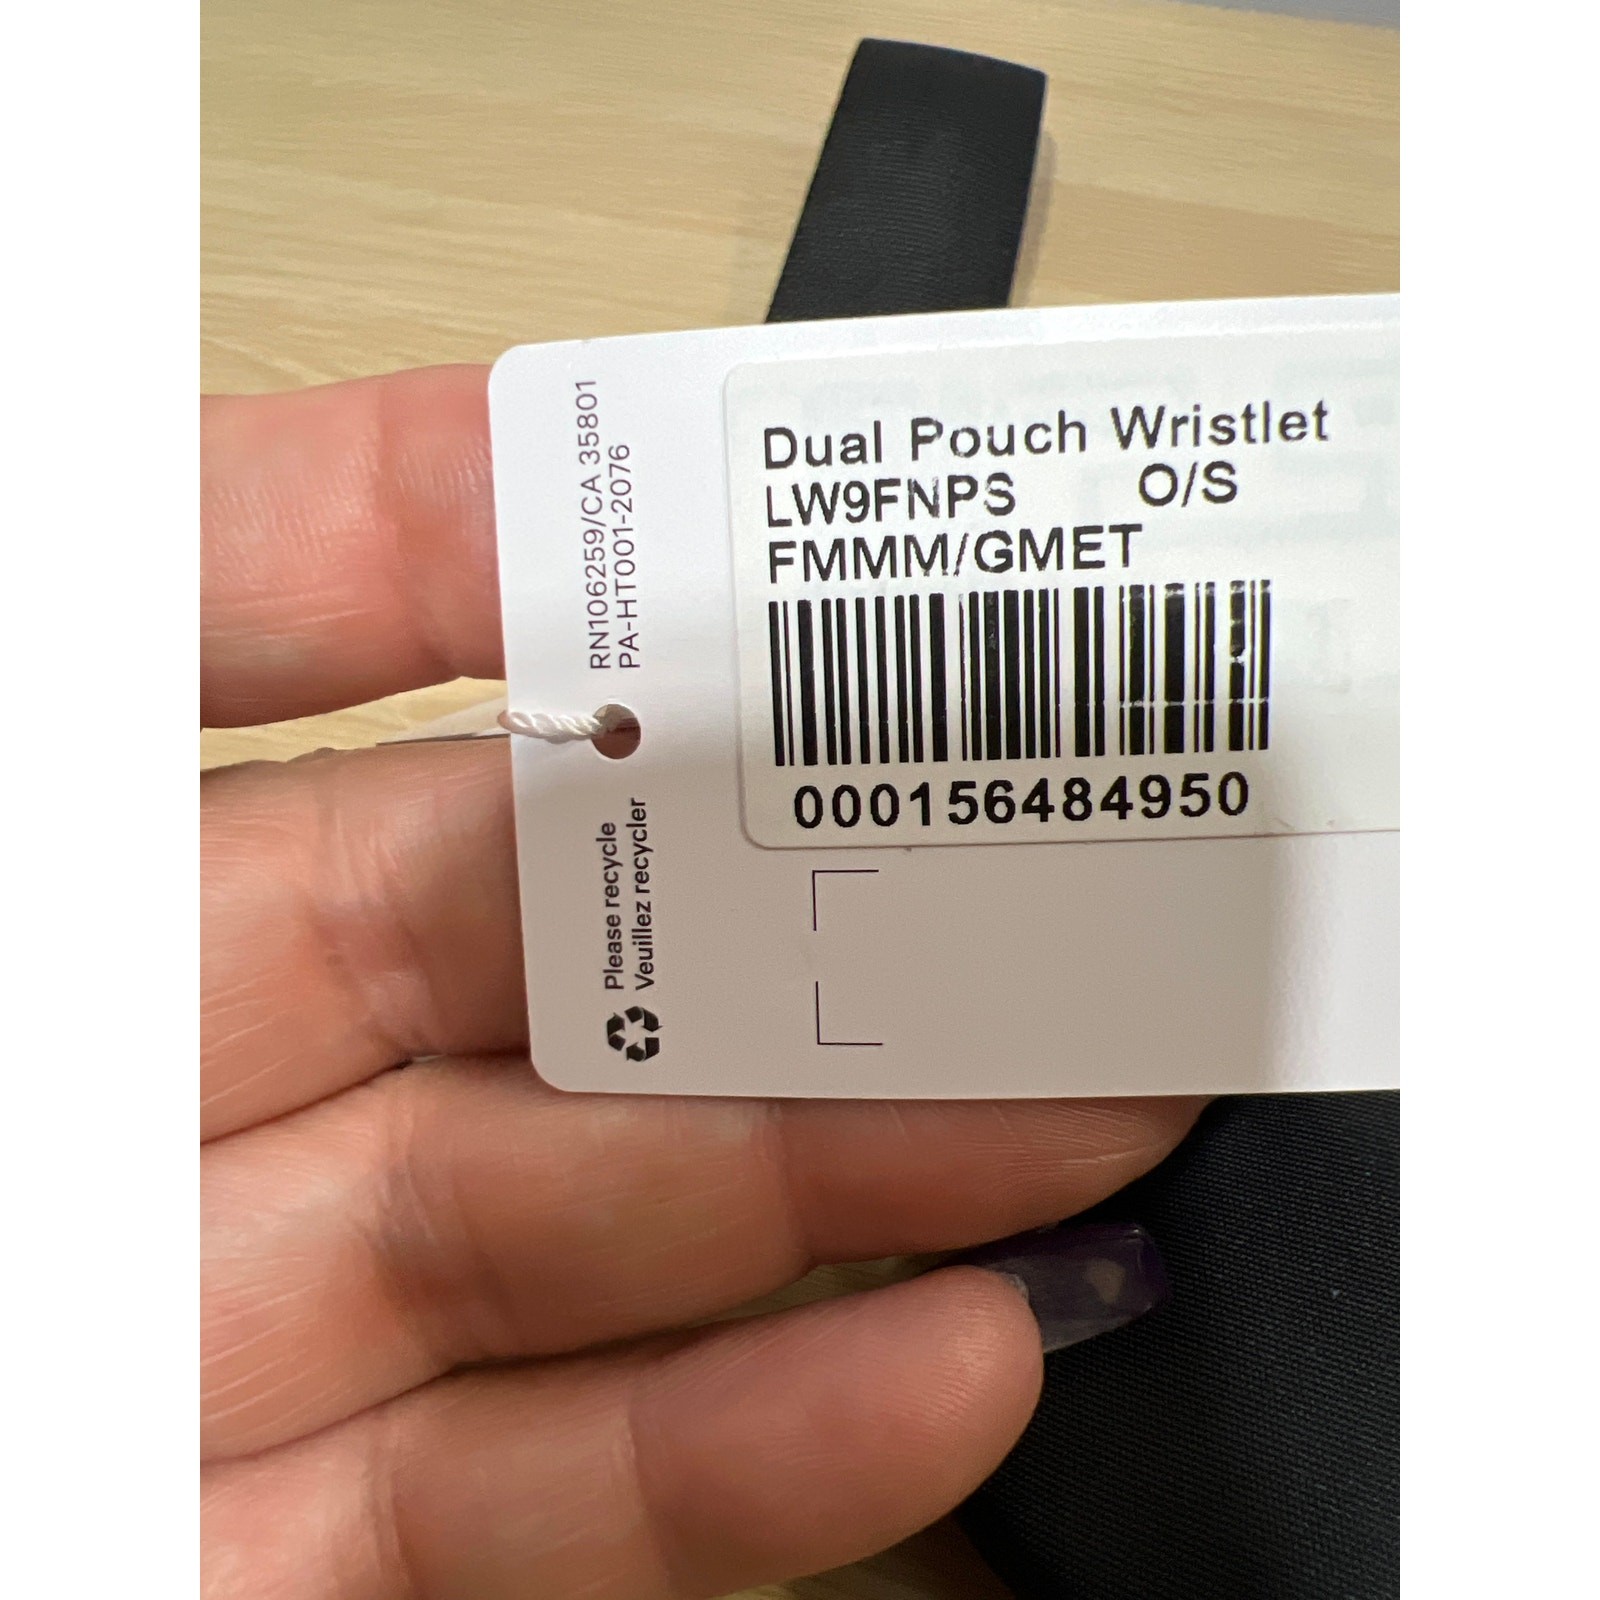 Dual Pouch Wristlet
LW9FNPS O/S
FMMM/GMET
000156484950
RN106259/CA 35801
PA-HT001-2076
Please recycle
Veuillez recycler